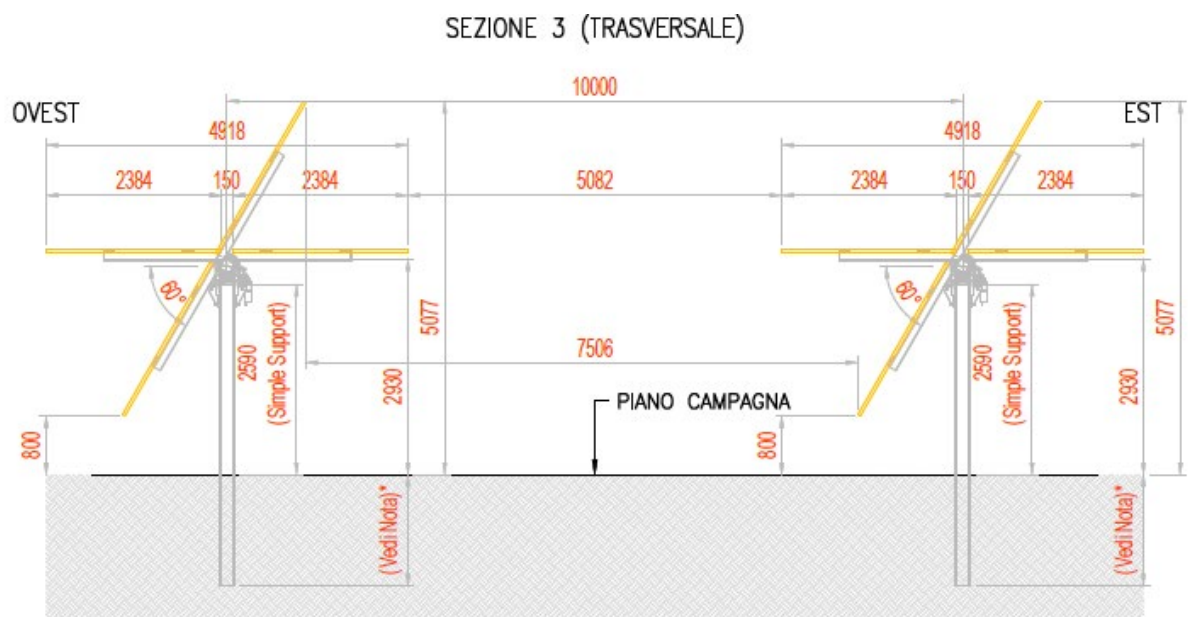 SEZIONE 3 (TRASVERSALE)
10000
OVEST
EST
4918
4918
2384
150
2384
5082
2384
150
2384
60°
60°
5077
5077
7506
2590
(Simple Support)
2930
2590
(Simple Support)
2930
PIANO CAMPAGNA
800
800
(Vedi Nota)*
(Vedi Nota)*